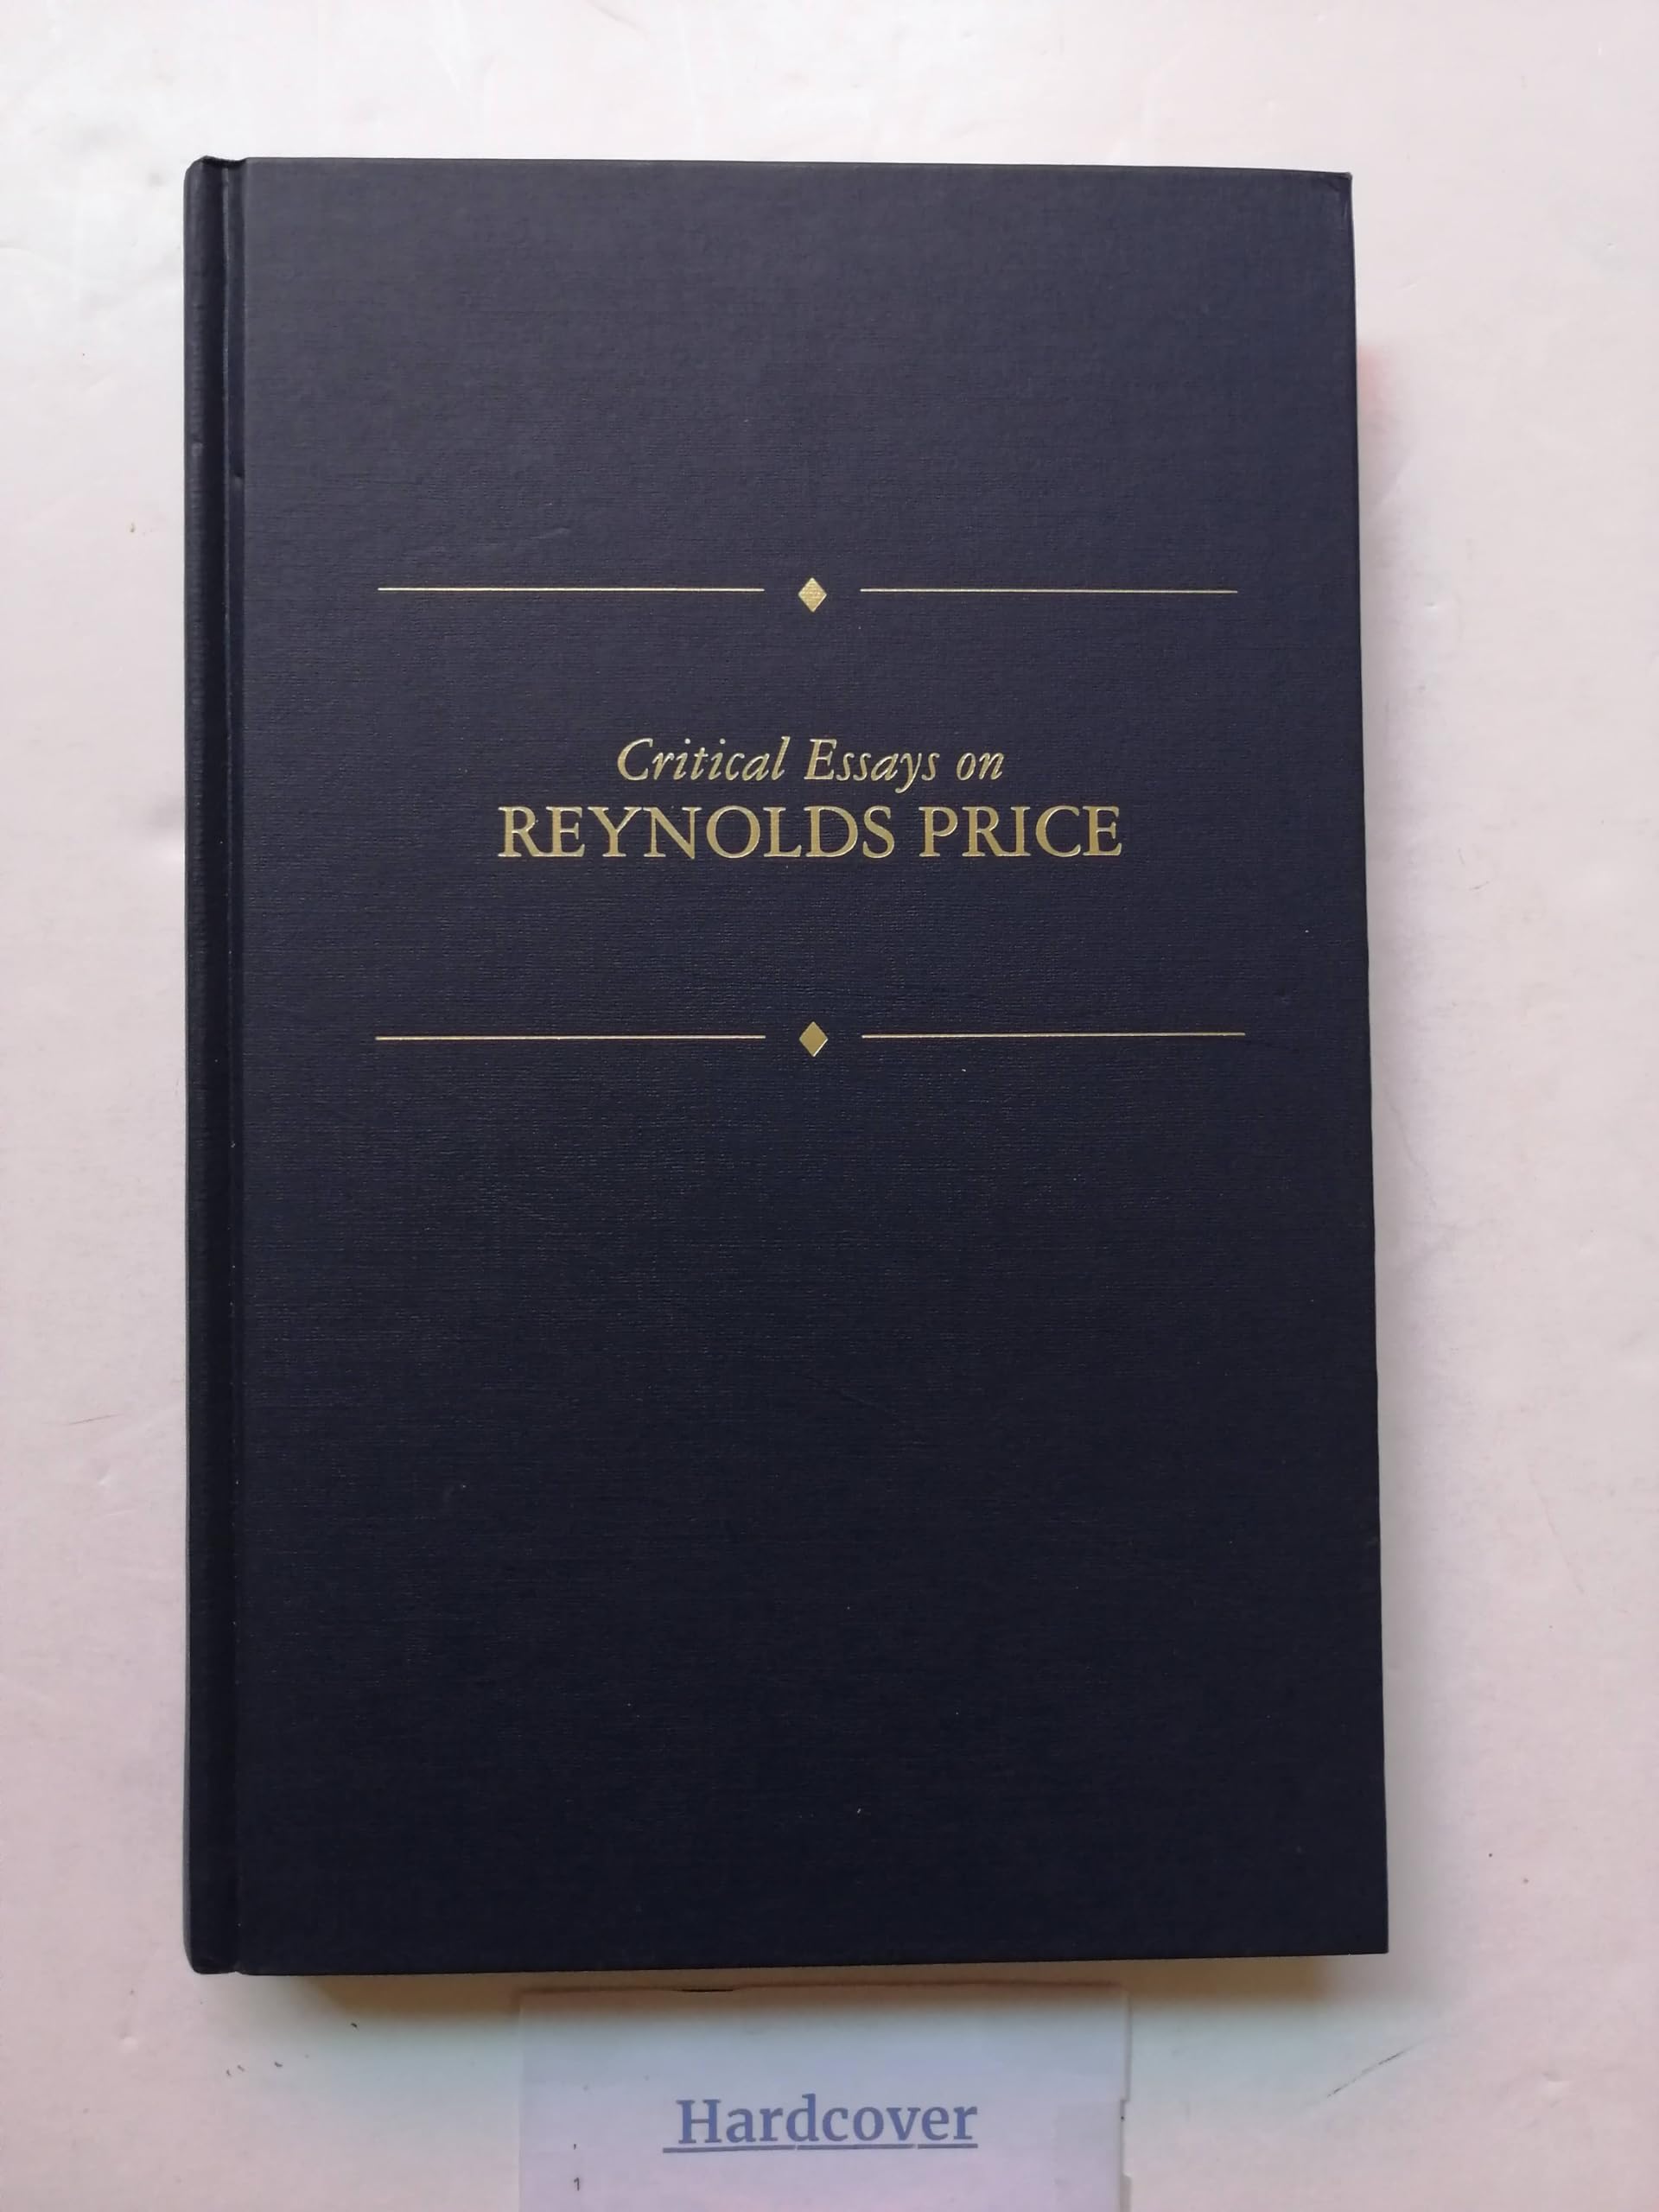 Critical Essays on
REYNOLDS PRICE
Hardcover